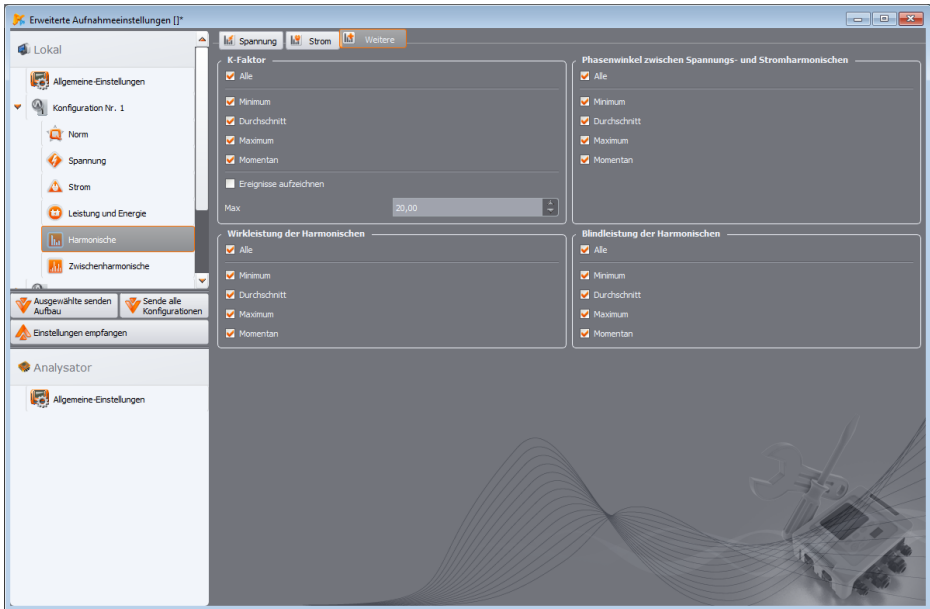 Erweiterte Aufnahmeeinstellungen []*
Lokal
Allgemeine-Einstellungen
Konfiguration Nr. 1
Norm
Spannung
Strom
Leistung und Energie
Harmonische
Zwischenharmonische
Ausgewählte senden
Aufbau
Sende alle
Konfigurationen
Einstellungen empfangen
Analysator
Allgemeine-Einstellungen
Spannung
Strom
Weitere
K-Faktor
Alle
Minimum
Durchschnitt
Maximum
Momentan
Ereignisse aufzeichnen
Max
20,00
Phasenwinkel zwischen Spannungs- und Stromharmonischen
Alle
Minimum
Durchschnitt
Maximum
Momentan
Wirkleistung der Harmonischen
Alle
Minimum
Durchschnitt
Maximum
Momentan
Blindleistung der Harmonischen
Alle
Minimum
Durchschnitt
Maximum
Momentan